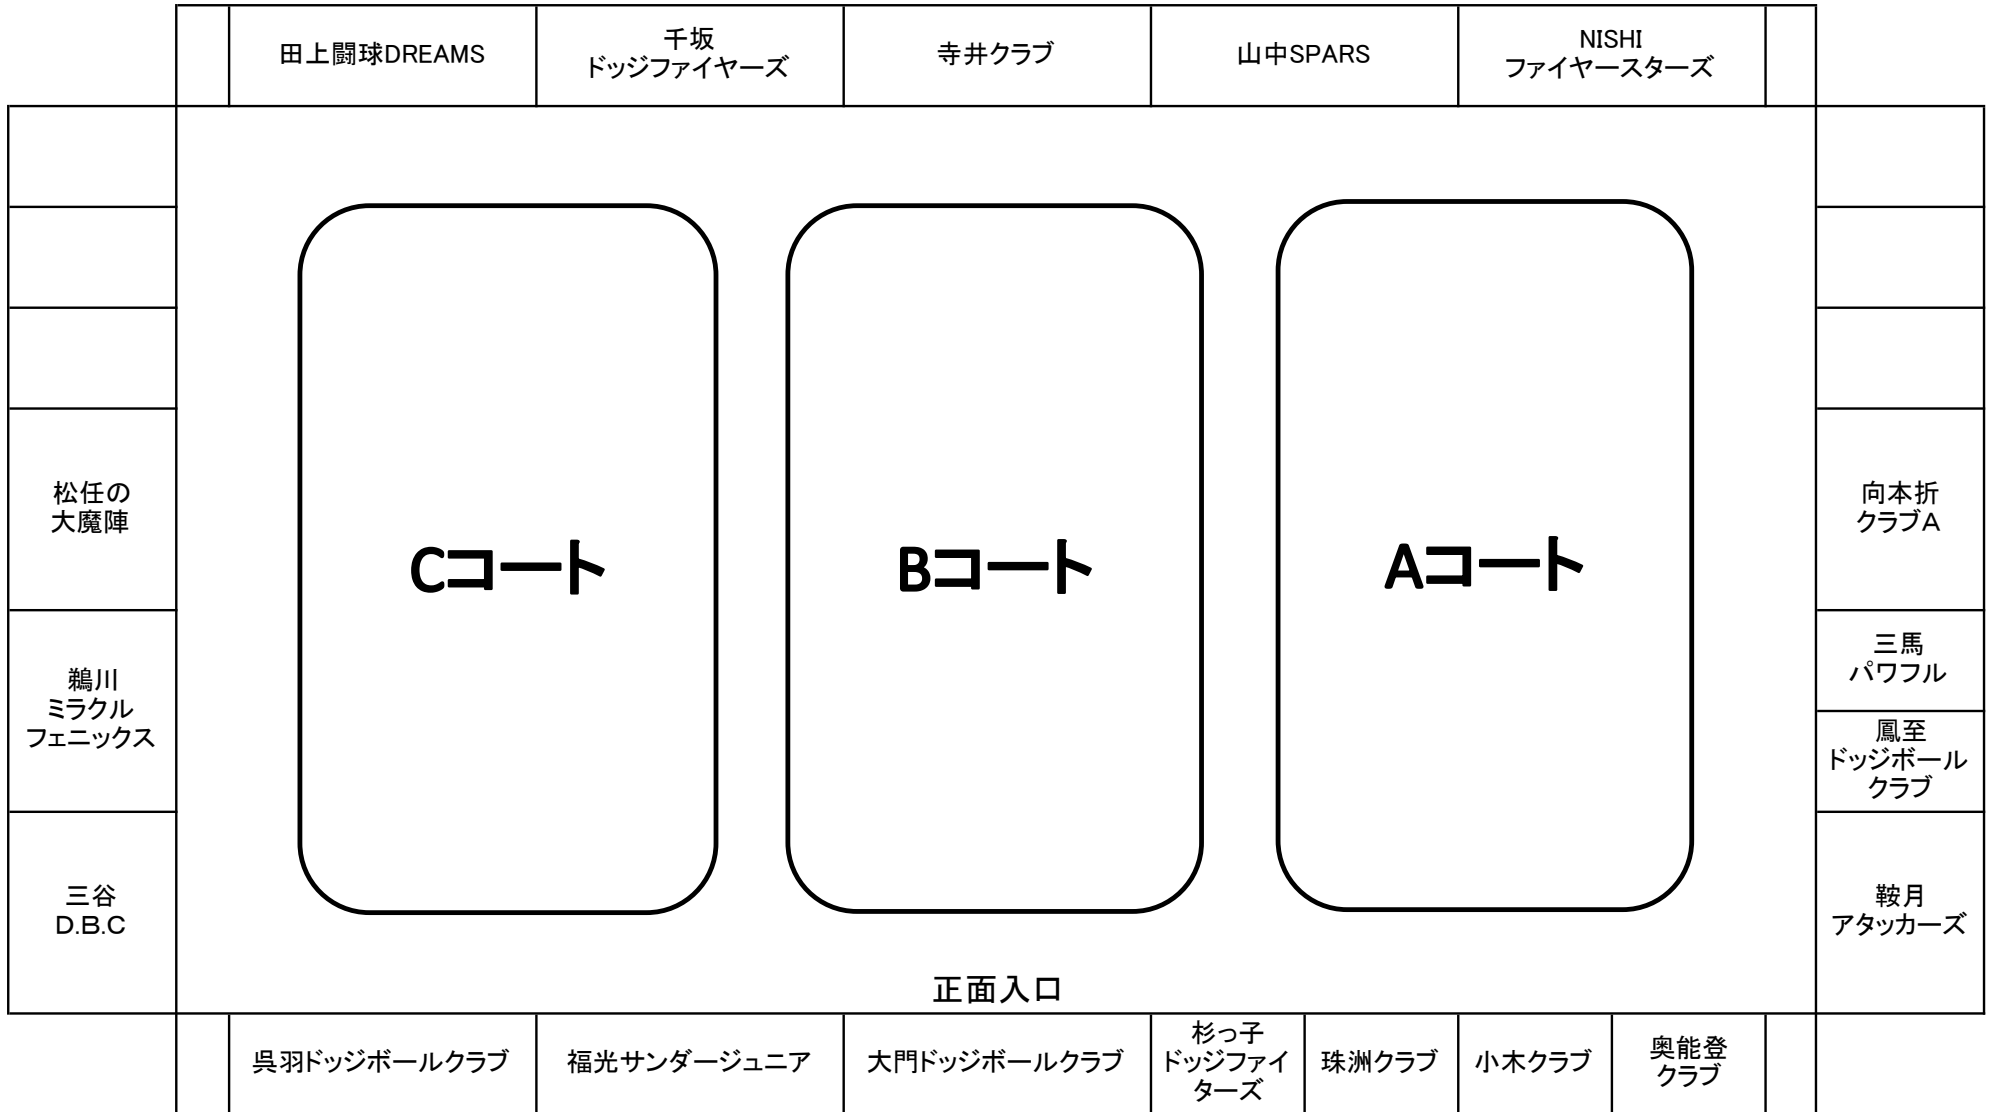 田上闘球DREAMS
千坂
ドッジファイヤーズ
寺井クラブ
山中SPARS
NISHI
ファイヤースターズ
松任の
大魔陣
鵜川
ミラクル
フェニックス
三谷
D.B.C
Cコート
Bコート
Aコート
向本折
クラブA
三馬
パワフル
鳳至
ドッジボール
クラブ
鞍月
アタッカーズ
正面入口
呉羽ドッジボールクラブ
福光サンダージュニア
大門ドッジボールクラブ
杉っ子
ドッジファイ
ターズ
珠洲クラブ
小木クラブ
奥能登
クラブ